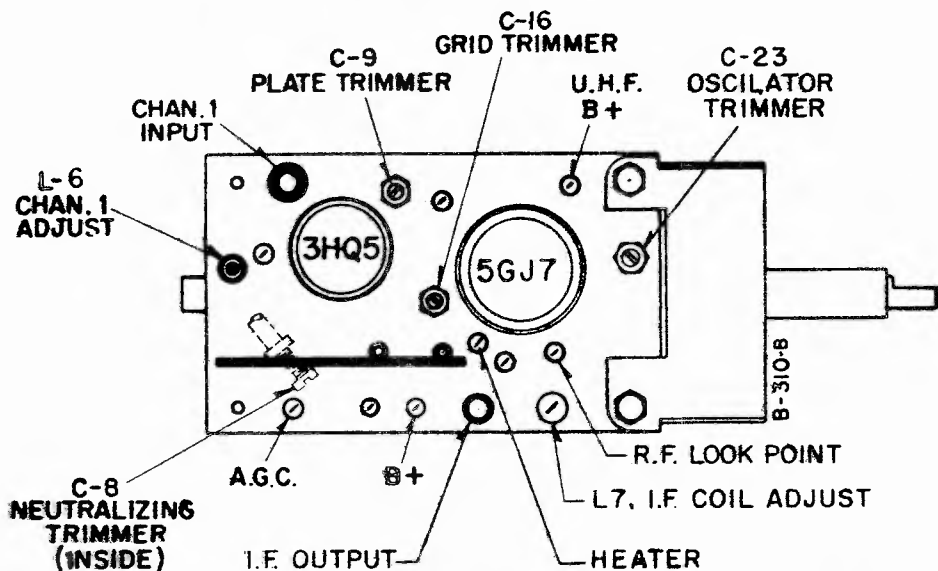 C-16
GRID TRIMMER
C-9
PLATE TRIMMER
C-23
OSCILATOR
TRIMMER
U.H.F.
B+
CHAN. 1
INPUT
L-6
CHAN. 1
ADJUST
3HQ5
5GJ7
B-310-B
R.F. LOOK POINT
A.G.C.
B+
L7, I.F. COIL ADJUST
C-8
NEUTRALIZING
TRIMMER
(INSIDE)
I.F. OUTPUT
HEATER